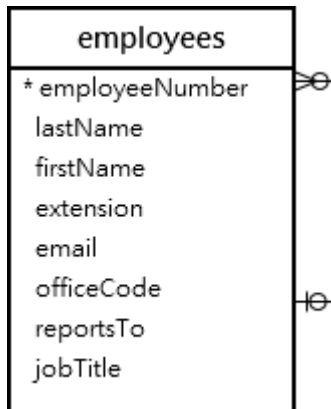 employees
* employeeNumber
lastName
firstName
extension
email
officeCode
reportsTo
jobTitle